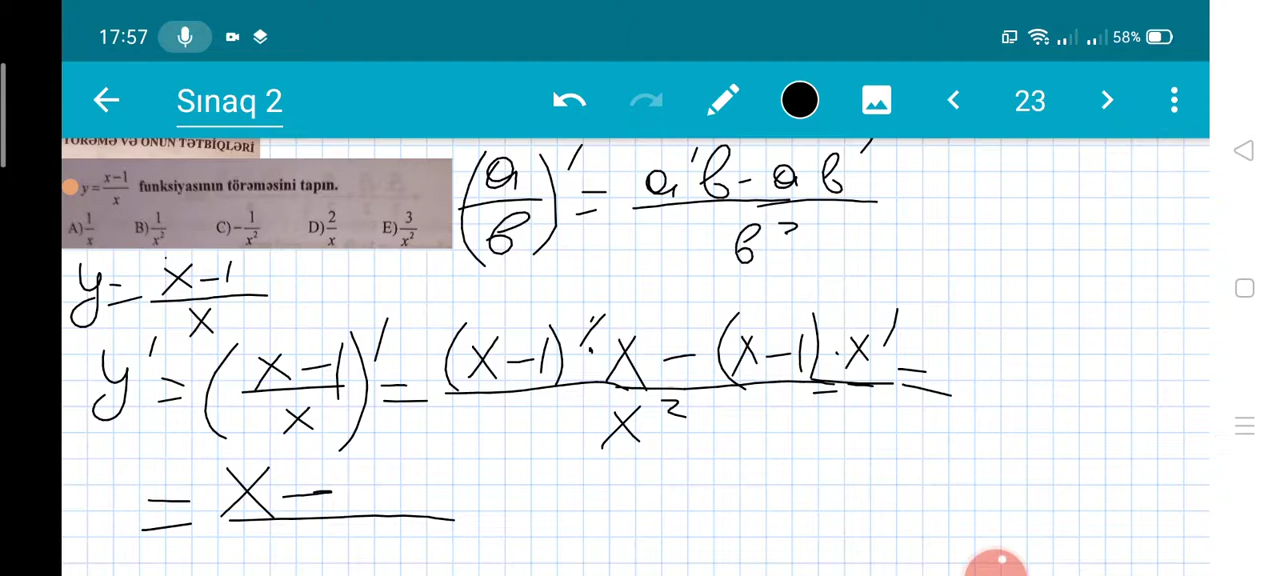 17:57 58%
Sınaq 2 23
TÖRƏMƏ VƏ ONUN TƏTBİQLƏRİ
y = (x-1)/x funksiyasının törəməsini tapın.
A) 1/x B) 1/x² C) -1/x² D) 2/x E) 3/x²
(a/b)' = (a'b - ab')/b²
y = (x-1)/x
y' = ((x-1)/x)' = ((x-1)'·x - (x-1)·x')/x² =
= x -